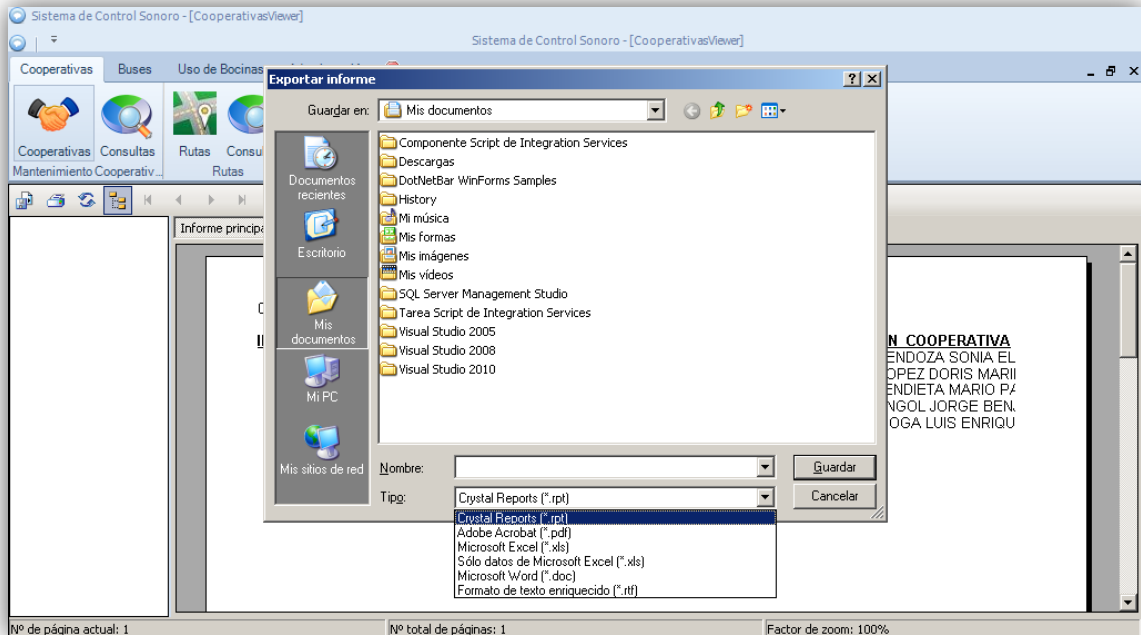 Sistema de Control Sonoro - [CooperativasViewer]
Sistema de Control Sonoro - [CooperativasViewer]
Cooperativas Buses Uso de Bocinas
Cooperativas Consultas Rutas
Mantenimiento Cooperativ... Rutas
Exportar informe
Guardar en: Mis documentos
Documentos recientes
Escritorio
Mis documentos
Mi PC
Mis sitios de red
Componente Script de Integration Services
Descargas
DotNetBar WinForms Samples
History
Mi música
Mis formas
Mis imágenes
Mis vídeos
SQL Server Management Studio
Tarea Script de Integration Services
Visual Studio 2005
Visual Studio 2008
Visual Studio 2010
Nombre: Guardar
Tipo: Crystal Reports (*.rpt) Cancelar
Crystal Reports (*.rpt)
Adobe Acrobat (*.pdf)
Microsoft Excel (*.xls)
Sólo datos de Microsoft Excel (*.xls)
Microsoft Word (*.doc)
Formato de texto enriquecido (*.rtf)
Informe principa
N COOPERATIVA
ENDOZA SONIA EL
OPEZ DORIS MARII
ENDIETA MARIO PA
NGOL JORGE BEN
OGA LUIS ENRIQU
Nº de página actual: 1 Nº total de páginas: 1 Factor de zoom: 100%